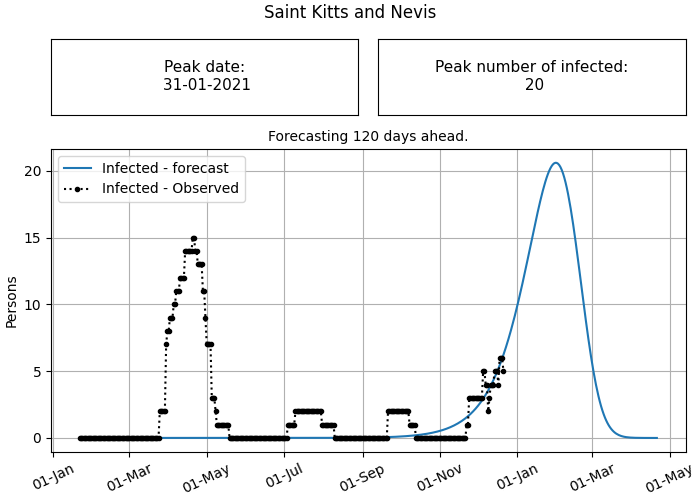 Saint Kitts and Nevis
Peak date:
31-01-2021
Peak number of infected:
20
Forecasting 120 days ahead.
Infected - forecast
Infected - Observed
Persons
20
15
10
5
0
01-Jan
01-Mar
01-May
01-Jul
01-Sep
01-Nov
01-Jan
01-Mar
01-May